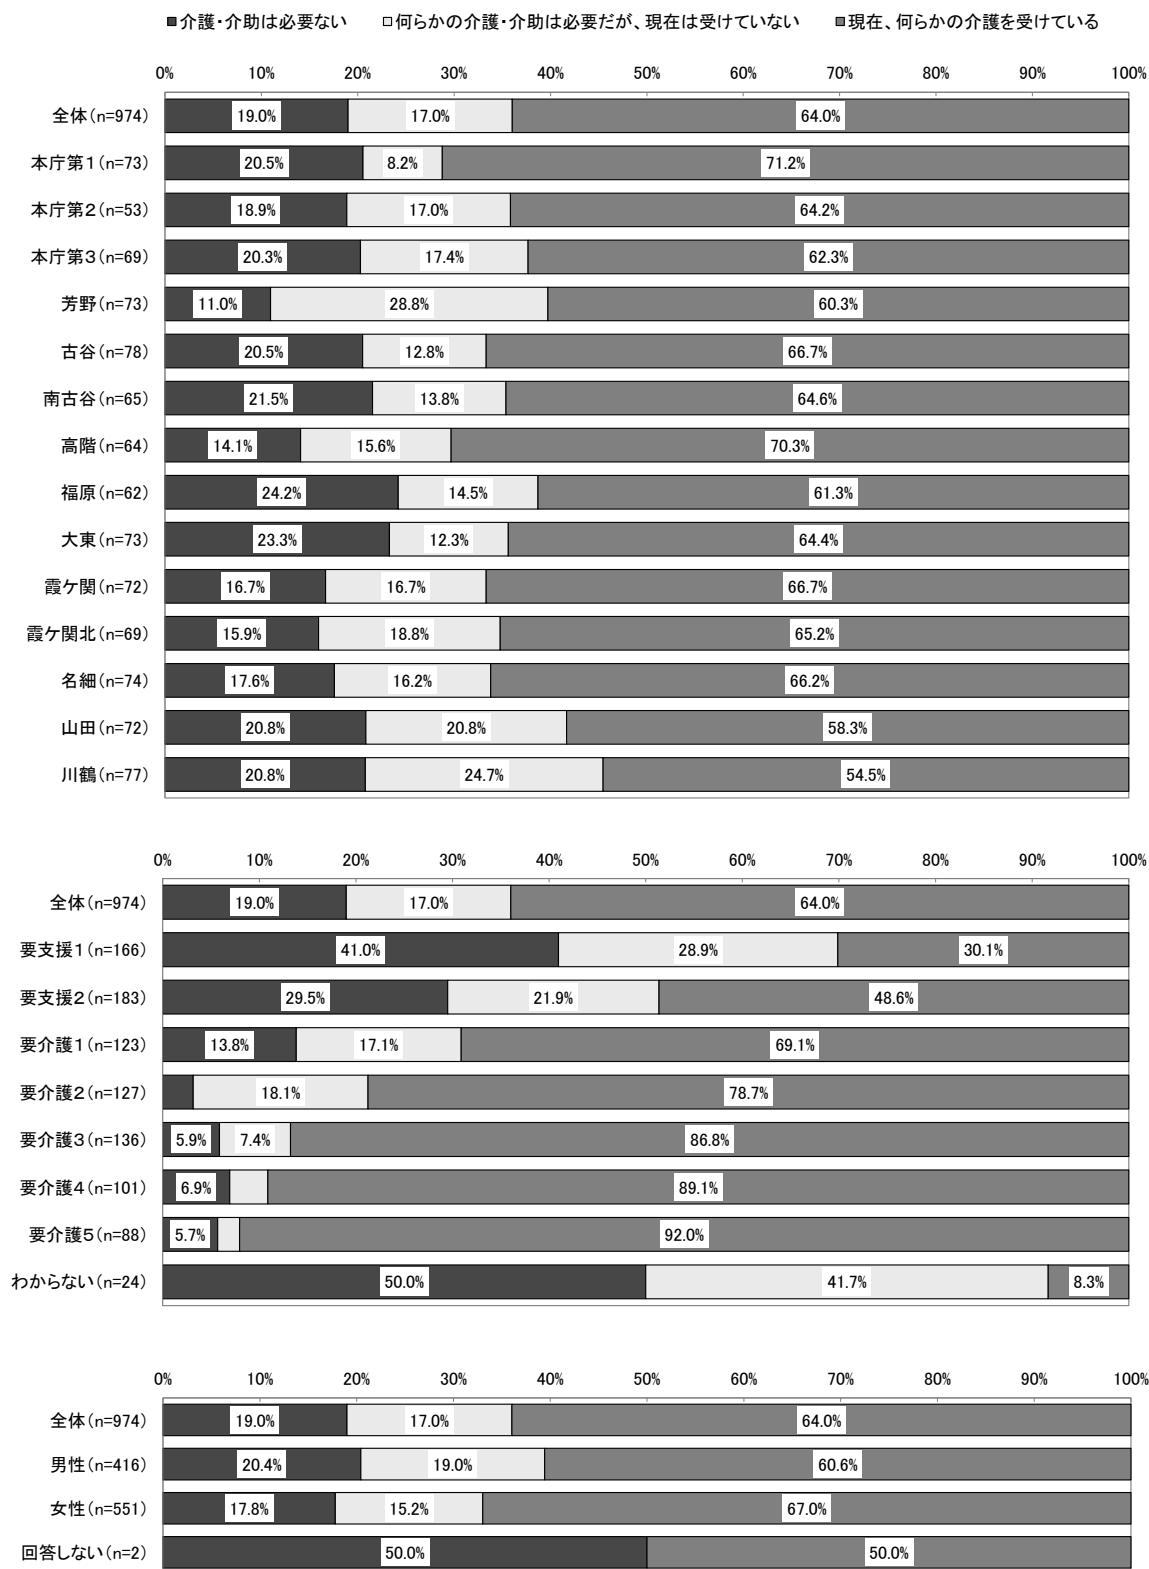 ■介護・介助は必要ない □何らかの介護・介助は必要だが、現在は受けていない ■現在、何らかの介護を受けている
0% 10% 20% 30% 40% 50% 60% 70% 80% 90% 100%
全体(n=974) 19.0% 17.0% 64.0%
本庁第1(n=73) 20.5% 8.2% 71.2%
本庁第2(n=53) 18.9% 17.0% 64.2%
本庁第3(n=69) 20.3% 17.4% 62.3%
芳野(n=73) 11.0% 28.8% 60.3%
古谷(n=78) 20.5% 12.8% 66.7%
南古谷(n=65) 21.5% 13.8% 64.6%
高階(n=64) 14.1% 15.6% 70.3%
福原(n=62) 24.2% 14.5% 61.3%
大東(n=73) 23.3% 12.3% 64.4%
霞ケ関(n=72) 16.7% 16.7% 66.7%
霞ケ関北(n=69) 15.9% 18.8% 65.2%
名細(n=74) 17.6% 16.2% 66.2%
山田(n=72) 20.8% 20.8% 58.3%
川鶴(n=77) 20.8% 24.7% 54.5%
0% 10% 20% 30% 40% 50% 60% 70% 80% 90% 100%
全体(n=974) 19.0% 17.0% 64.0%
要支援1(n=166) 41.0% 28.9% 30.1%
要支援2(n=183) 29.5% 21.9% 48.6%
要介護1(n=123) 13.8% 17.1% 69.1%
要介護2(n=127) 18.1% 78.7%
要介護3(n=136) 5.9% 7.4% 86.8%
要介護4(n=101) 6.9% 89.1%
要介護5(n=88) 5.7% 92.0%
わからない(n=24) 50.0% 41.7% 8.3%
0% 10% 20% 30% 40% 50% 60% 70% 80% 90% 100%
全体(n=974) 19.0% 17.0% 64.0%
男性(n=416) 20.4% 19.0% 60.6%
女性(n=551) 17.8% 15.2% 67.0%
回答しない(n=2) 50.0% 50.0%